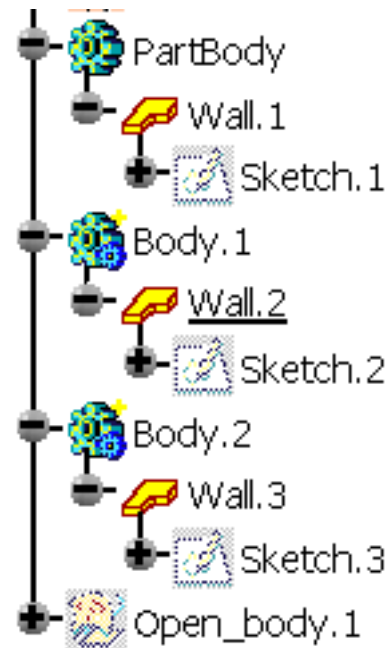 PartBody
Wall.1
Sketch.1
Body.1
Wall.2
Sketch.2
Body.2
Wall.3
Sketch.3
Open_body.1